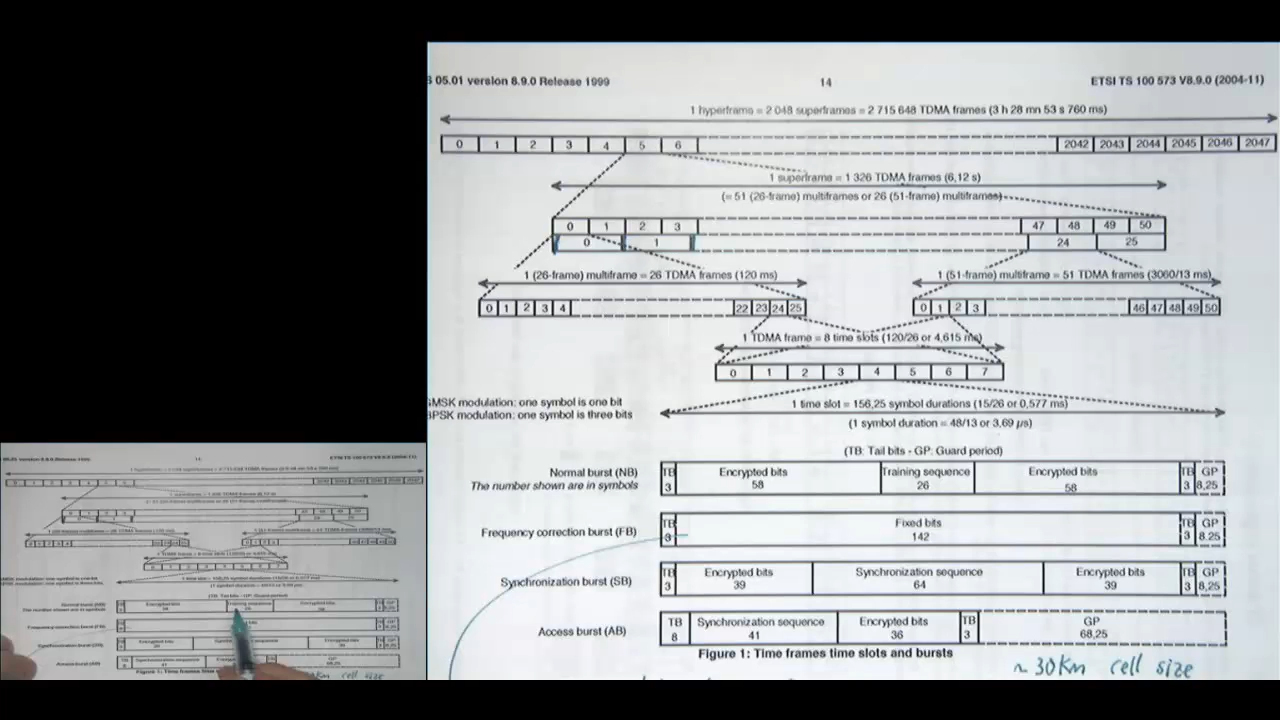 S 05.01 version 8.9.0 Release 1999 14 ETSI TS 100 573 V8.9.0 (2004-11)
1 hyperframe = 2 048 superframes = 2 715 648 TDMA frames (3 h 28 mn 53 s 760 ms)
0 1 2 3 4 5 6 2042 2043 2044 2045 2046 2047
1 superframe = 1 326 TDMA frames (6,12 s)
(= 51 (26-frame) multiframes or 26 (51-frame) multiframes)
0 1 2 3 47 48 49 50
0 1 24 25
1 (26-frame) multiframe = 26 TDMA frames (120 ms) 1 (51-frame) multiframe = 51 TDMA frames (3060/13 ms)
0 1 2 3 4 22 23 24 25 0 1 2 3 46 47 48 49 50
1 TDMA frame = 8 time slots (120/26 or 4,615 ms)
0 1 2 3 4 5 6 7
GMSK modulation: one symbol is one bit
8PSK modulation: one symbol is three bits
1 time slot = 156,25 symbol durations (15/26 or 0,577 ms)
(1 symbol duration = 48/13 or 3,69 µs)
(TB: Tail bits - GP: Guard period)
Normal burst (NB) TB Encrypted bits Training sequence Encrypted bits TB GP
The number shown are in symbols 3 58 26 58 3 8,25
Frequency correction burst (FB) TB Fixed bits TB GP
3 142 3 8.25
Synchronization burst (SB) TB Encrypted bits Synchronization sequence Encrypted bits TB GP
3 39 64 39 3 8,25
Access burst (AB) TB Synchronization sequence Encrypted bits TB GP
8 41 36 3 68,25
Figure 1: Time frames time slots and bursts
~ 30Km cell size